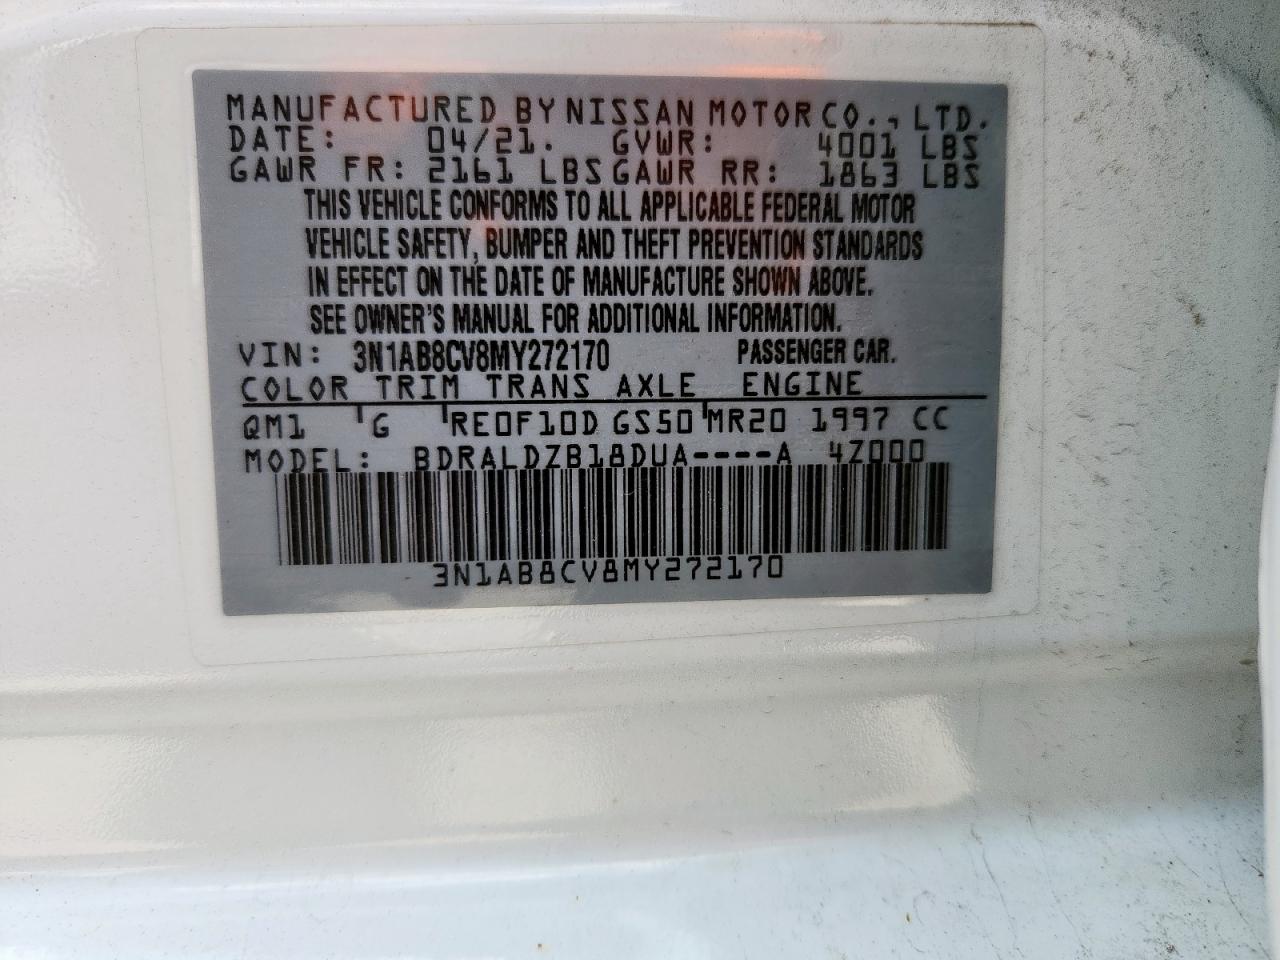 MANUFACTURED BY NISSAN MOTOR CO., LTD.
DATE: 04/21. GVWR: 4001 LBS
GAWR FR: 2161 LBS GAWR RR: 1863 LBS
THIS VEHICLE CONFORMS TO ALL APPLICABLE FEDERAL MOTOR
VEHICLE SAFETY, BUMPER AND THEFT PREVENTION STANDARDS
IN EFFECT ON THE DATE OF MANUFACTURE SHOWN ABOVE.
SEE OWNER'S MANUAL FOR ADDITIONAL INFORMATION.
VIN: 3N1AB8CV8MY272170 PASSENGER CAR.
COLOR TRIM TRANS AXLE ENGINE
QM1 G RE0F10D GS50 MR20 1997 CC
MODEL: BDRALDZB18DUA----A 4Z000
3N1AB8CV8MY272170